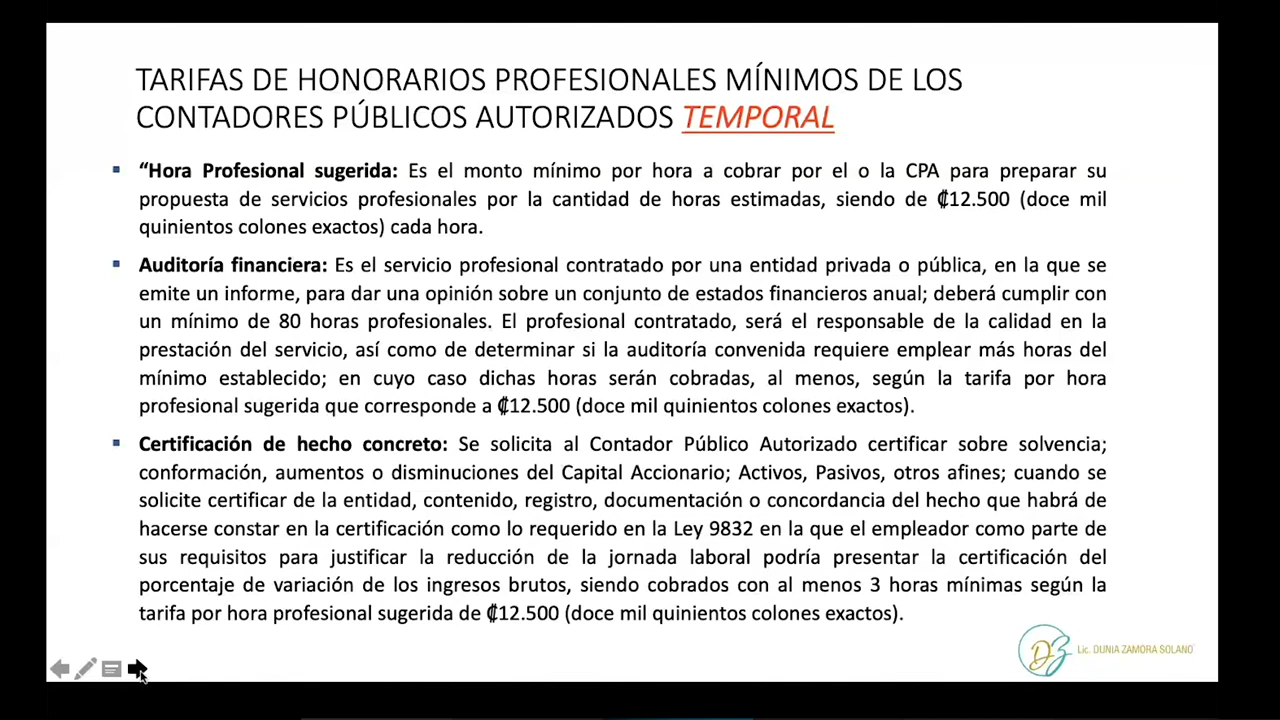 TARIFAS DE HONORARIOS PROFESIONALES MÍNIMOS DE LOS
CONTADORES PÚBLICOS AUTORIZADOS TEMPORAL
▪ “Hora Profesional sugerida: Es el monto mínimo por hora a cobrar por el o la CPA para preparar su
propuesta de servicios profesionales por la cantidad de horas estimadas, siendo de ₡12.500 (doce mil
quinientos colones exactos) cada hora.
▪ Auditoría financiera: Es el servicio profesional contratado por una entidad privada o pública, en la que se
emite un informe, para dar una opinión sobre un conjunto de estados financieros anual; deberá cumplir con
un mínimo de 80 horas profesionales. El profesional contratado, será el responsable de la calidad en la
prestación del servicio, así como de determinar si la auditoría convenida requiere emplear más horas del
mínimo establecido; en cuyo caso dichas horas serán cobradas, al menos, según la tarifa por hora
profesional sugerida que corresponde a ₡12.500 (doce mil quinientos colones exactos).
▪ Certificación de hecho concreto: Se solicita al Contador Público Autorizado certificar sobre solvencia;
conformación, aumentos o disminuciones del Capital Accionario; Activos, Pasivos, otros afines; cuando se
solicite certificar de la entidad, contenido, registro, documentación o concordancia del hecho que habrá de
hacerse constar en la certificación como lo requerido en la Ley 9832 en la que el empleador como parte de
sus requisitos para justificar la reducción de la jornada laboral podría presentar la certificación del
porcentaje de variación de los ingresos brutos, siendo cobrados con al menos 3 horas mínimas según la
tarifa por hora profesional sugerida de ₡12.500 (doce mil quinientos colones exactos).
DZ Lic. DUNIA ZAMORA SOLANO